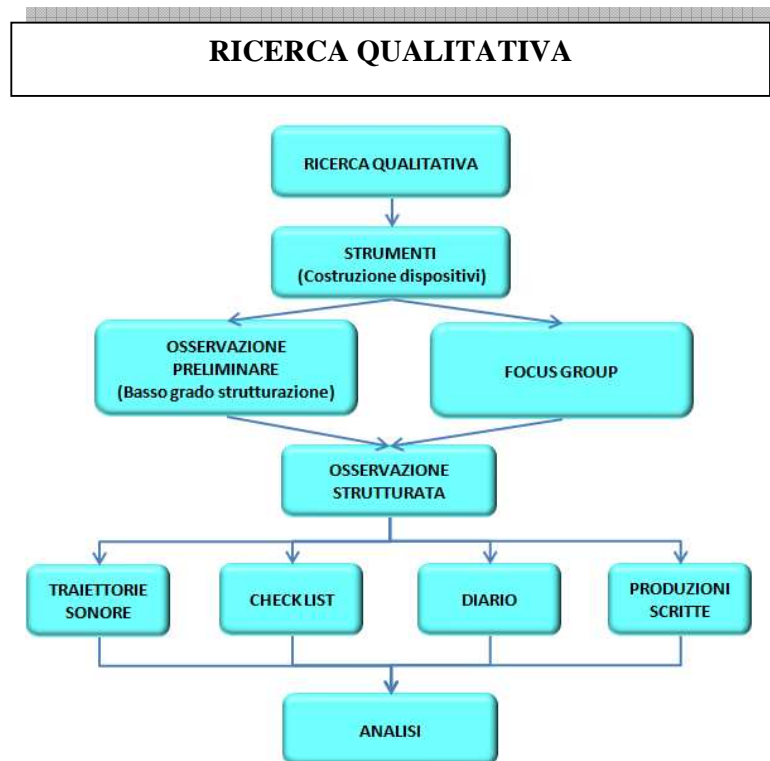 RICERCA QUALITATIVA
RICERCA QUALITATIVA
STRUMENTI
(Costruzione dispositivi)
OSSERVAZIONE
PRELIMINARE
(Basso grado strutturazione)
FOCUS GROUP
OSSERVAZIONE
STRUTTURATA
TRAIETTORIE
SONORE
CHECK LIST
DIARIO
PRODUZIONI
SCRITTE
ANALISI